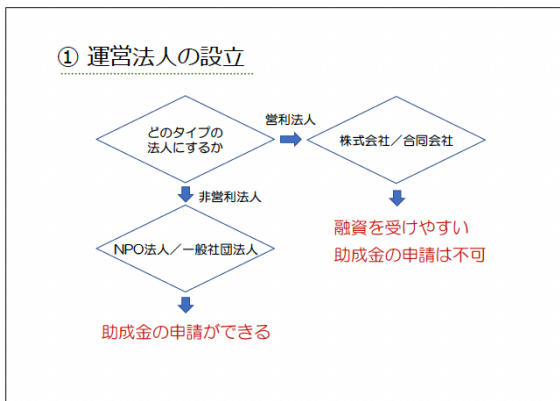 ① 運営法人の設立
どのタイプの
法人にするか
営利法人
株式会社／合同会社
非営利法人
融資を受けやすい
助成金の申請は不可
NPO法人／一般社団法人
助成金の申請ができる